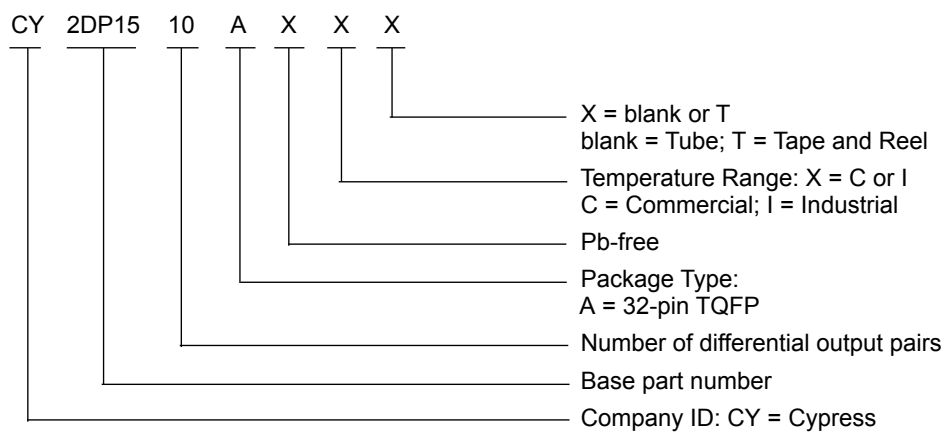 CY 2DP15 10 A X X X
X = blank or T
blank = Tube; T = Tape and Reel
Temperature Range: X = C or I
C = Commercial; I = Industrial
Pb-free
Package Type:
A = 32-pin TQFP
Number of differential output pairs
Base part number
Company ID: CY = Cypress